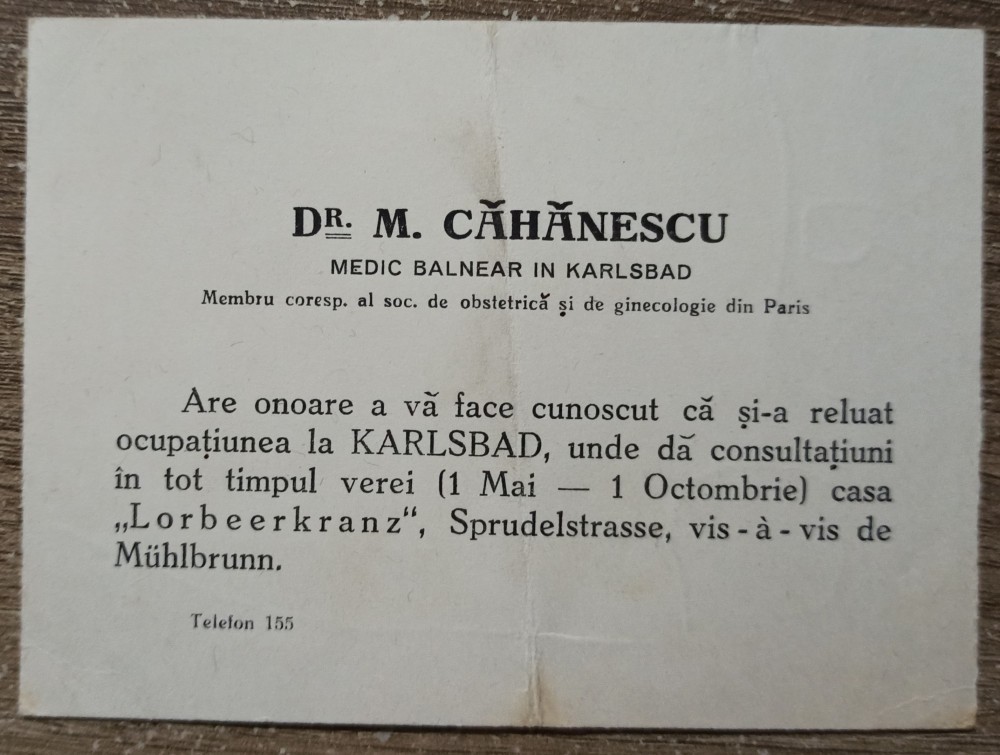 DR. M. CĂHĂNESCU
MEDIC BALNEAR IN KARLSBAD
Membru coresp. al soc. de obstetrică și de ginecologie din Paris
Are onoare a vă face cunoscut că și-a reluat
ocupațiunea la KARLSBAD, unde dă consultațiuni
în tot timpul verei (1 Mai — 1 Octombrie) casa
„Lorbeerkranz“, Sprudelstrasse, vis-à-vis de
Mühlbrunn.
Telefon 155